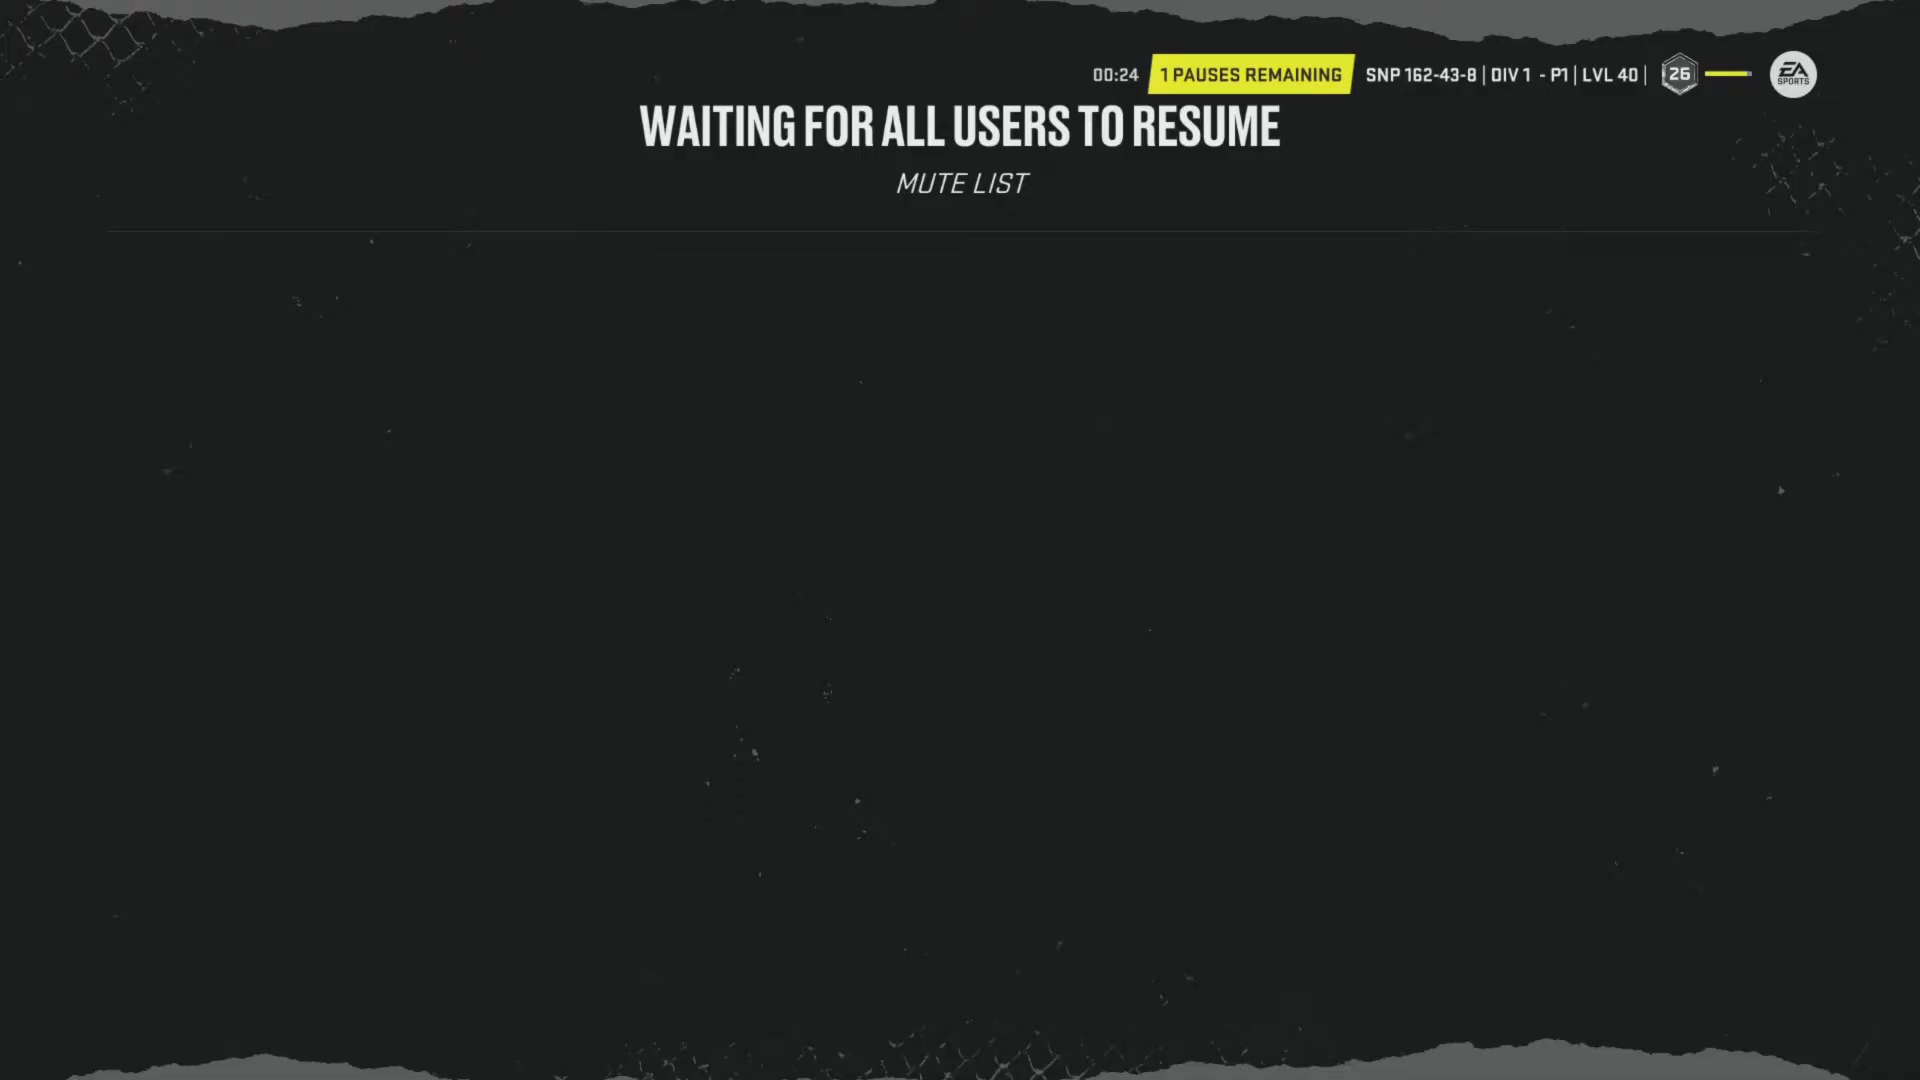 00:24 1 PAUSES REMAINING SNP 162-43-8 | DIV 1 - P1 | LVL 40 | 26 EA SPORTS
WAITING FOR ALL USERS TO RESUME
MUTE LIST